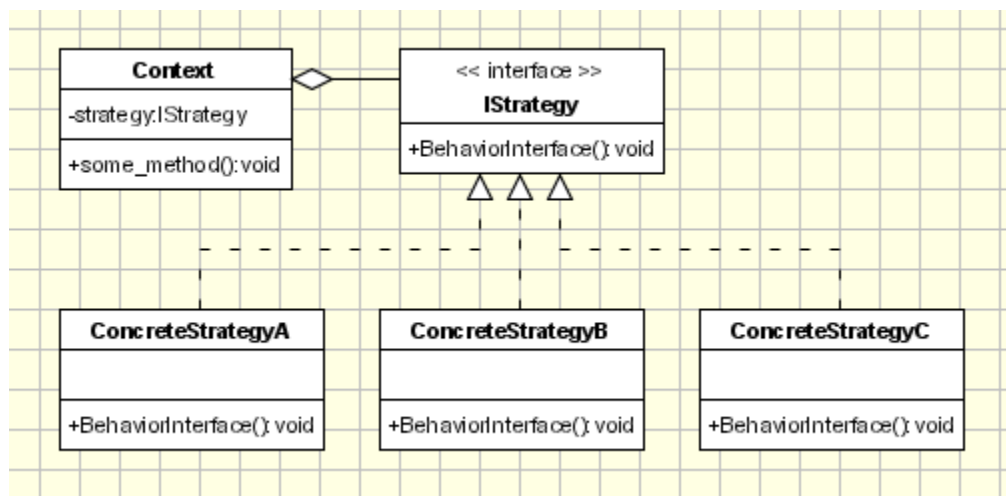 Context
-strategy:IStrategy
+some_method():void
<< interface >>
IStrategy
+BehaviorInterface(): void
ConcreteStrategyA
+BehaviorInterface(): void
ConcreteStrategyB
+BehaviorInterface(): void
ConcreteStrategyC
+BehaviorInterface(): void